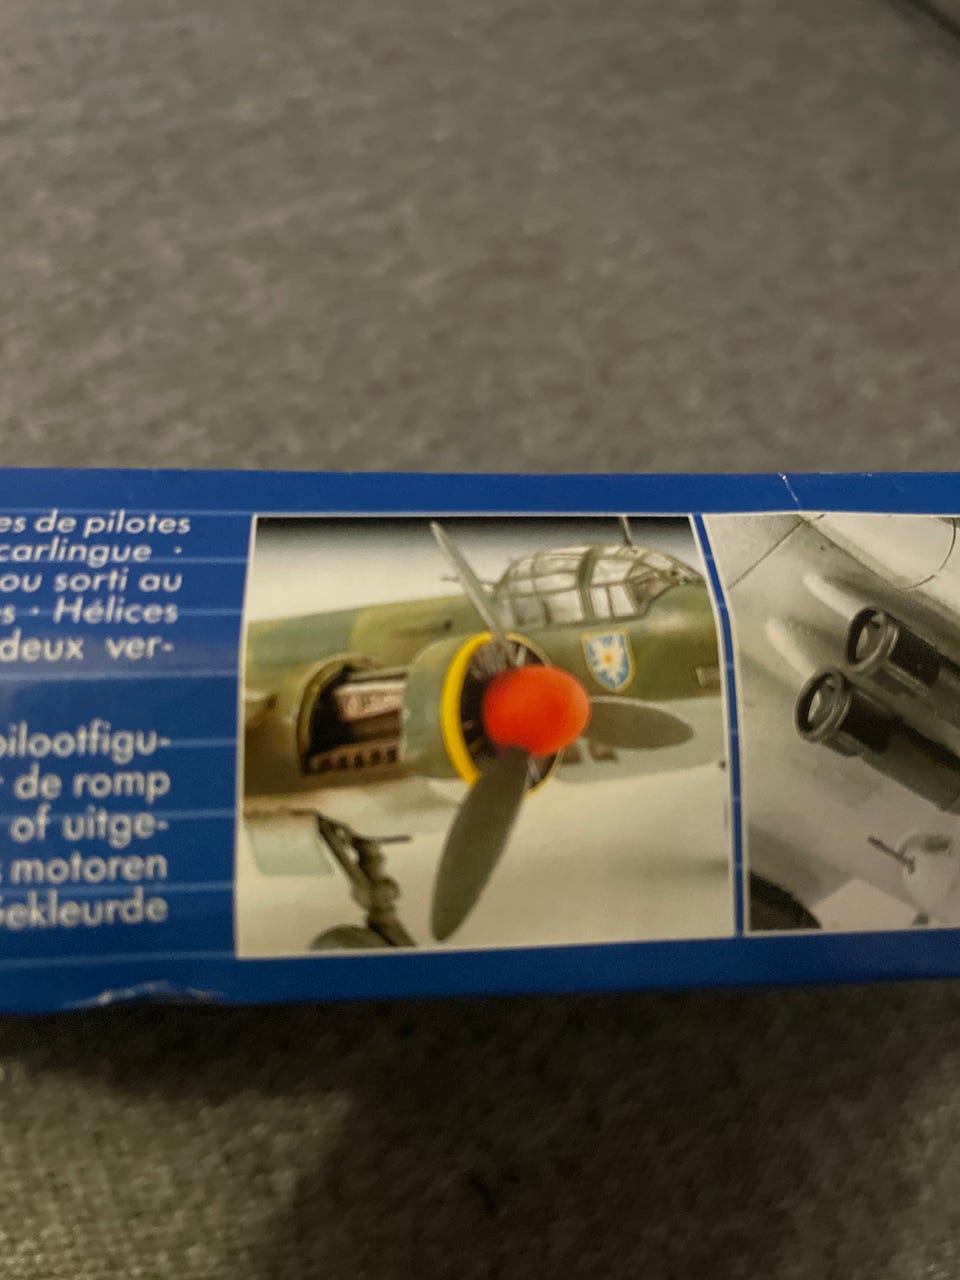 es de pilotes
carlingue ·
ou sorti au
s · Hélices
deux ver-
pilootfigu-
de romp
of uitge-
motoren
Gekleurde